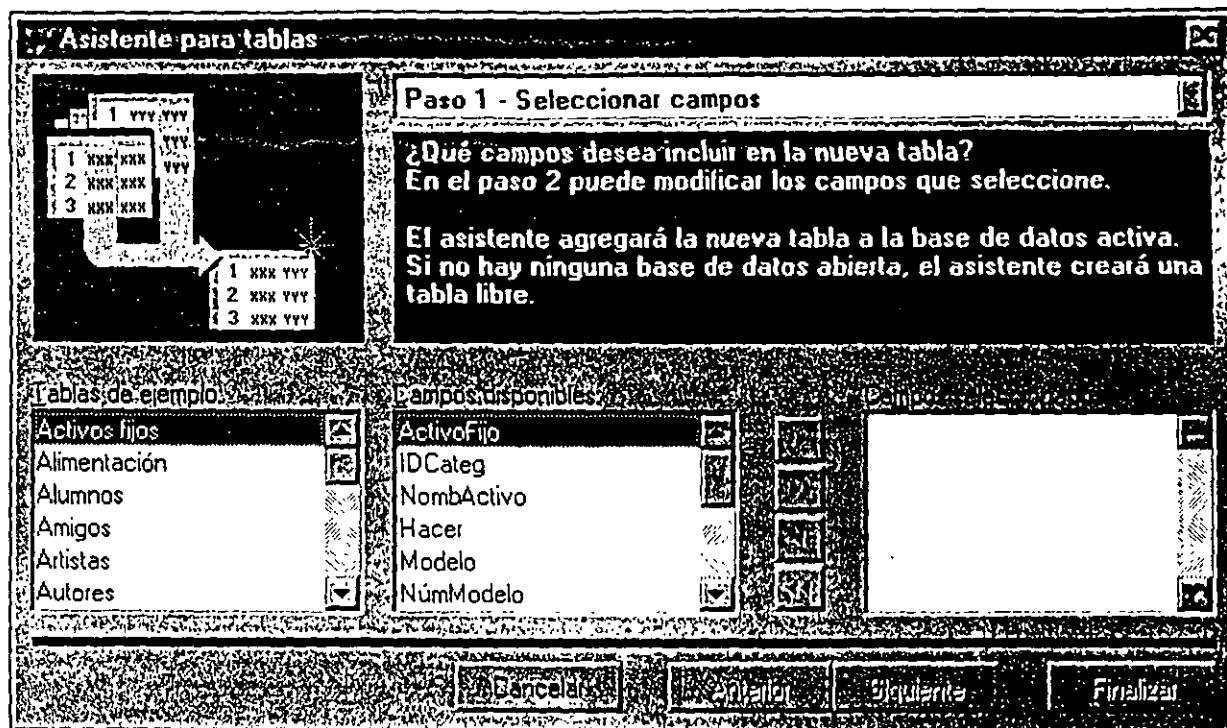 Asistente para tablas
1 YYY YYY
YYY
YYY
1 XXX XXX
2 XXX XXX
3 XXX XXX
1 XXX YYY
2 XXX YYY
3 XXX YYY
Paso 1 - Seleccionar campos
¿Qué campos desea incluir en la nueva tabla?
En el paso 2 puede modificar los campos que seleccione.
El asistente agregará la nueva tabla a la base de datos activa.
Si no hay ninguna base de datos abierta, el asistente creará una
tabla libre.
Tablas de ejemplo:
Activos fijos
Alimentación
Alumnos
Amigos
Artistas
Autores
Campos disponibles:
ActivoFijo
IDCateg
NombActivo
Hacer
Modelo
NúmModelo
Cancelar
Anterior
Siguiente
Finalizar